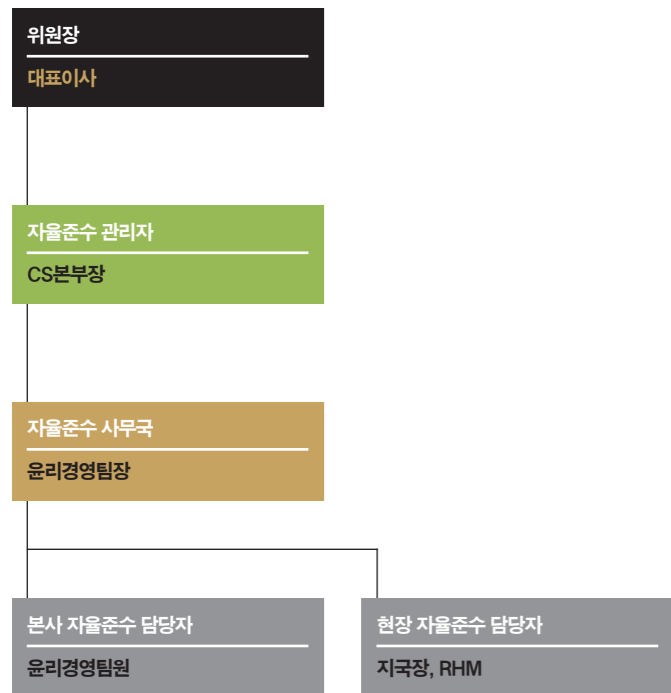 위원장
대표이사
자율준수 관리자
CS본부장
자율준수 사무국
윤리경영팀장
본사 자율준수 담당자
윤리경영팀원
현장 자율준수 담당자
지국장, RHM